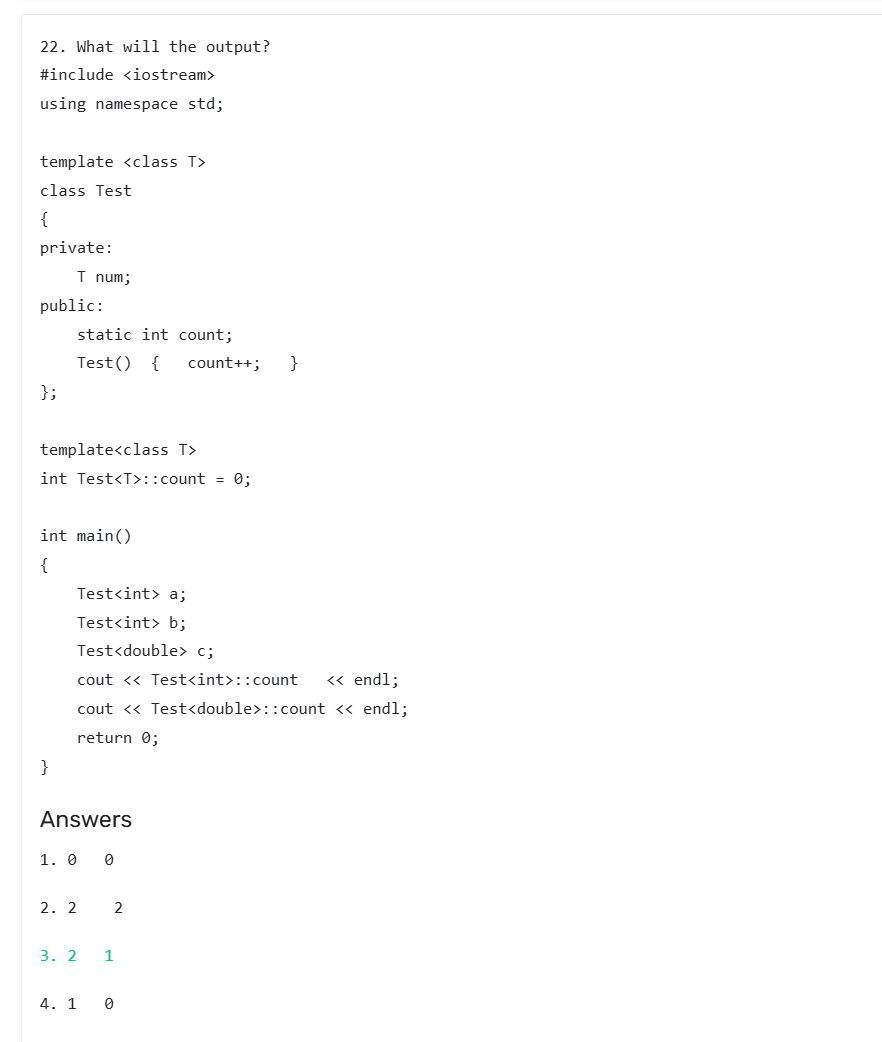 22. What will the output?
#include <iostream>
using namespace std;
template <class T>
class Test
{
private:
    T num;
public:
    static int count;
    Test()  {   count++;   }
};
template<class T>
int Test<T>::count = 0;
int main()
{
    Test<int> a;
    Test<int> b;
    Test<double> c;
    cout << Test<int>::count   << endl;
    cout << Test<double>::count << endl;
    return 0;
}
Answers
1. 0   0
2. 2    2
3. 2   1
4. 1   0